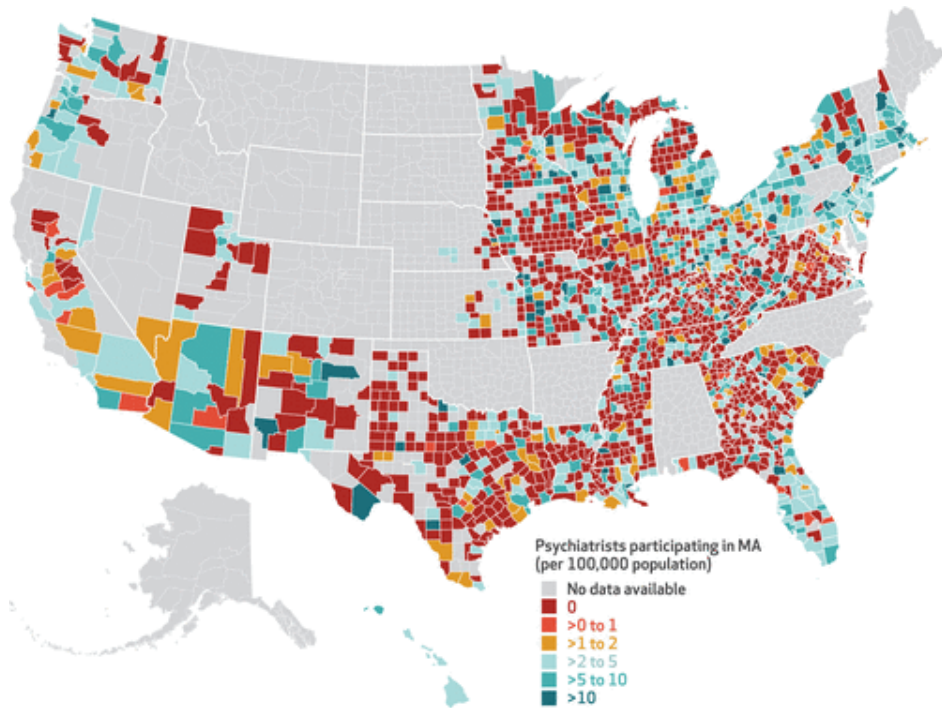 Psychiatrists participating in MA
(per 100,000 population)
No data available
0
>0 to 1
>1 to 2
>2 to 5
>5 to 10
>10